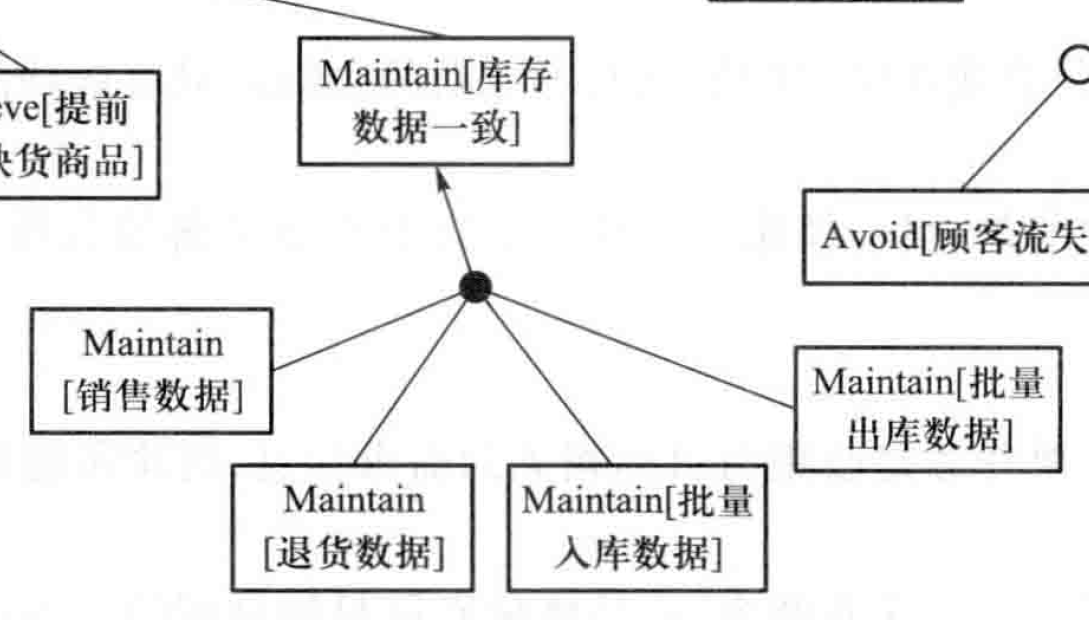 Maintain[库存
数据一致]
eve[提前
货商品]
Avoid[顾客流失
Maintain
[销售数据]
Maintain[批量
出库数据]
Maintain
[退货数据]
Maintain[批量
入库数据]